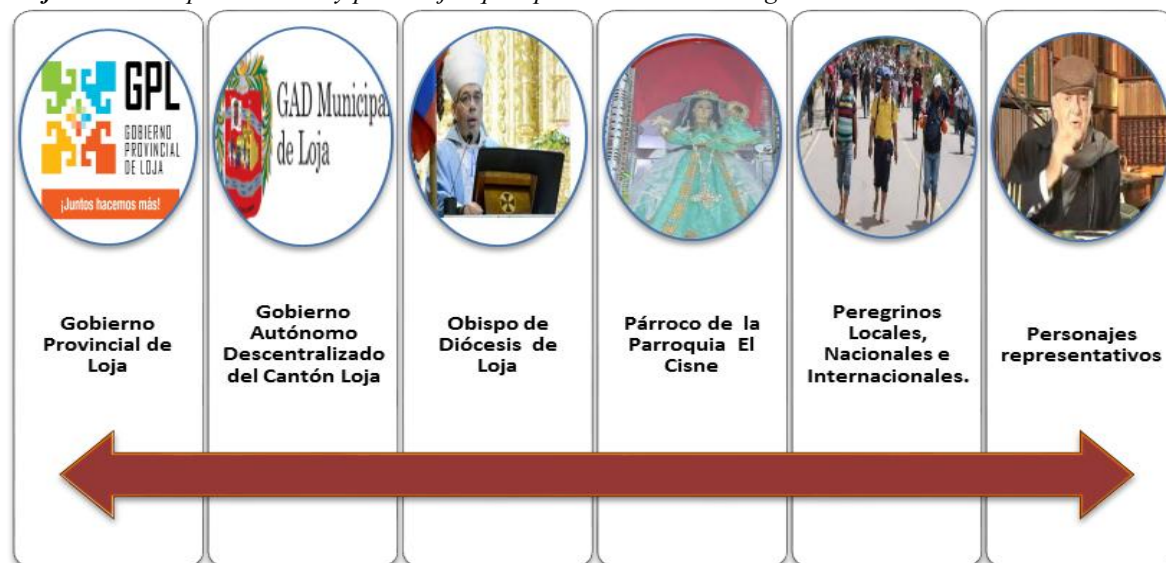 GPL
GOBIERNO
PROVINCIAL
DE LOJA
¡Juntos hacemos más!
GAD Municipa
de Loja
Gobierno
Provincial de
Loja
Gobierno
Autónomo
Descentralizado
del Cantón Loja
Obispo de
Diócesis de
Loja
Párroco de la
Parroquia El
Cisne
Peregrinos
Locales,
Nacionales e
Internacionales.
Personajes
representativos